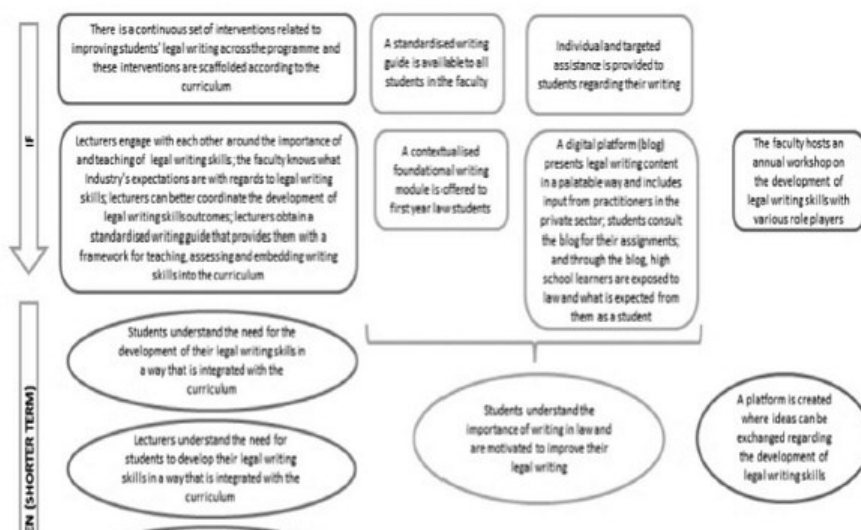 There is a continuous set of interventions related to
improving students' legal writing across the programme and
these interventions are scaffolded according to the
curriculum
A standardised writing
guide is available to all
students in the faculty
Individual and targeted
assistance is provided to
students regarding their writing
IF
Lecturers engage with each other around the importance of
and teaching of legal writing skills; the faculty knows what
Industry's expectations are with regards to legal writing
skills; lecturers can better coordinate the development of
legal writing skills outcomes; lecturers obtain a
standardised writing guide that provides them with a
framework for teaching, assessing and embedding writing
skills into the curriculum
A contextualised
foundational writing
module is offered to
first year law students
A digital platform (blog)
presents legal writing content
in a palatable way and includes
input from practitioners in the
private sector; students consult
the blog for their assignments;
and through the blog, high
school learners are exposed to
law and what is expected from
them as a student
The faculty hosts an
annual workshop on
the development of
legal writing skills with
various role players
EN (SHORTER TERM)
Students understand the need for the
development of their legal writing skills in
a way that is integrated with the
curriculum
Students understand the
importance of writing in law and
are motivated to improve their
legal writing
A platform is created
where ideas can be
exchanged regarding
the development of
legal writing skills
Lecturers understand the need for
students to develop their legal writing
skills in a way that is integrated with the
curriculum